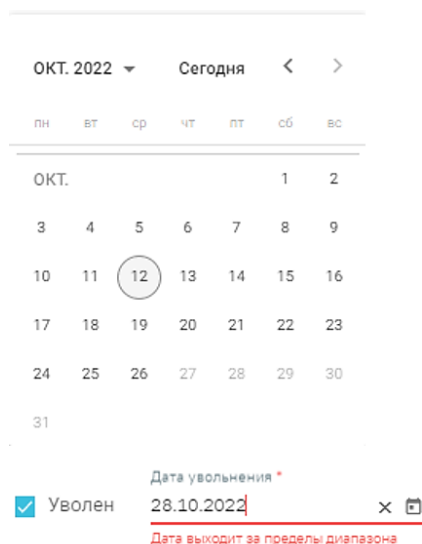 ОКТ. 2022 Сегодня
пн вт ср чт пт сб вс
ОКТ. 1 2
3 4 5 6 7 8 9
10 11 12 13 14 15 16
17 18 19 20 21 22 23
24 25 26 27 28 29 30
31
Дата увольнения *
Уволен 28.10.2022
Дата выходит за пределы диапазона